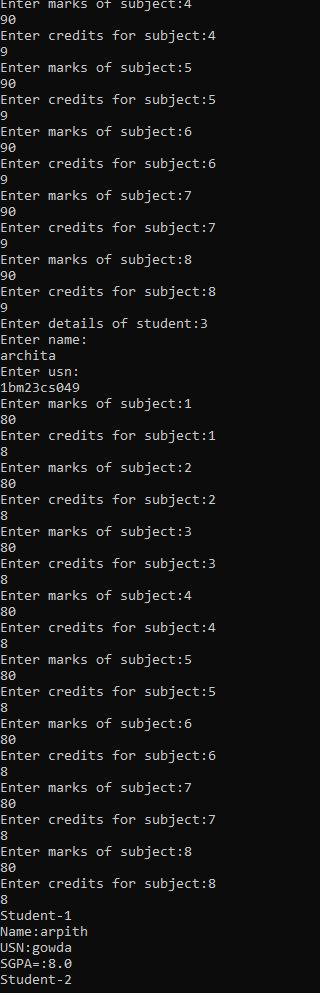 Enter marks of subject:4
90
Enter credits for subject:4
9
Enter marks of subject:5
90
Enter credits for subject:5
9
Enter marks of subject:6
90
Enter credits for subject:6
9
Enter marks of subject:7
90
Enter credits for subject:7
9
Enter marks of subject:8
90
Enter credits for subject:8
9
Enter details of student:3
Enter name:
archita
Enter usn:
1bm23cs049
Enter marks of subject:1
80
Enter credits for subject:1
8
Enter marks of subject:2
80
Enter credits for subject:2
8
Enter marks of subject:3
80
Enter credits for subject:3
8
Enter marks of subject:4
80
Enter credits for subject:4
8
Enter marks of subject:5
80
Enter credits for subject:5
8
Enter marks of subject:6
80
Enter credits for subject:6
8
Enter marks of subject:7
80
Enter credits for subject:7
8
Enter marks of subject:8
80
Enter credits for subject:8
8
Student-1
Name:arpith
USN:gowda
SGPA=:8.0
Student-2